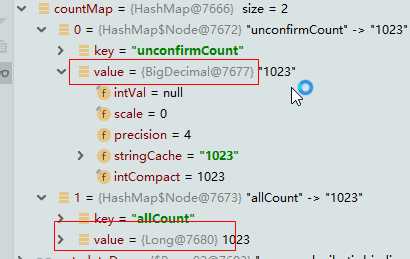 countMap = {HashMap@7666} size = 2
0 = {HashMap$Node@7672} "unconfirmCount" -> "1023"
key = "unconfirmCount"
value = {BigDecimal@7677} "1023"
f intVal = null
f scale = 0
f precision = 4
f stringCache = "1023"
f intCompact = 1023
1 = {HashMap$Node@7673} "allCount" -> "1023"
key = "allCount"
value = {Long@7680} 1023